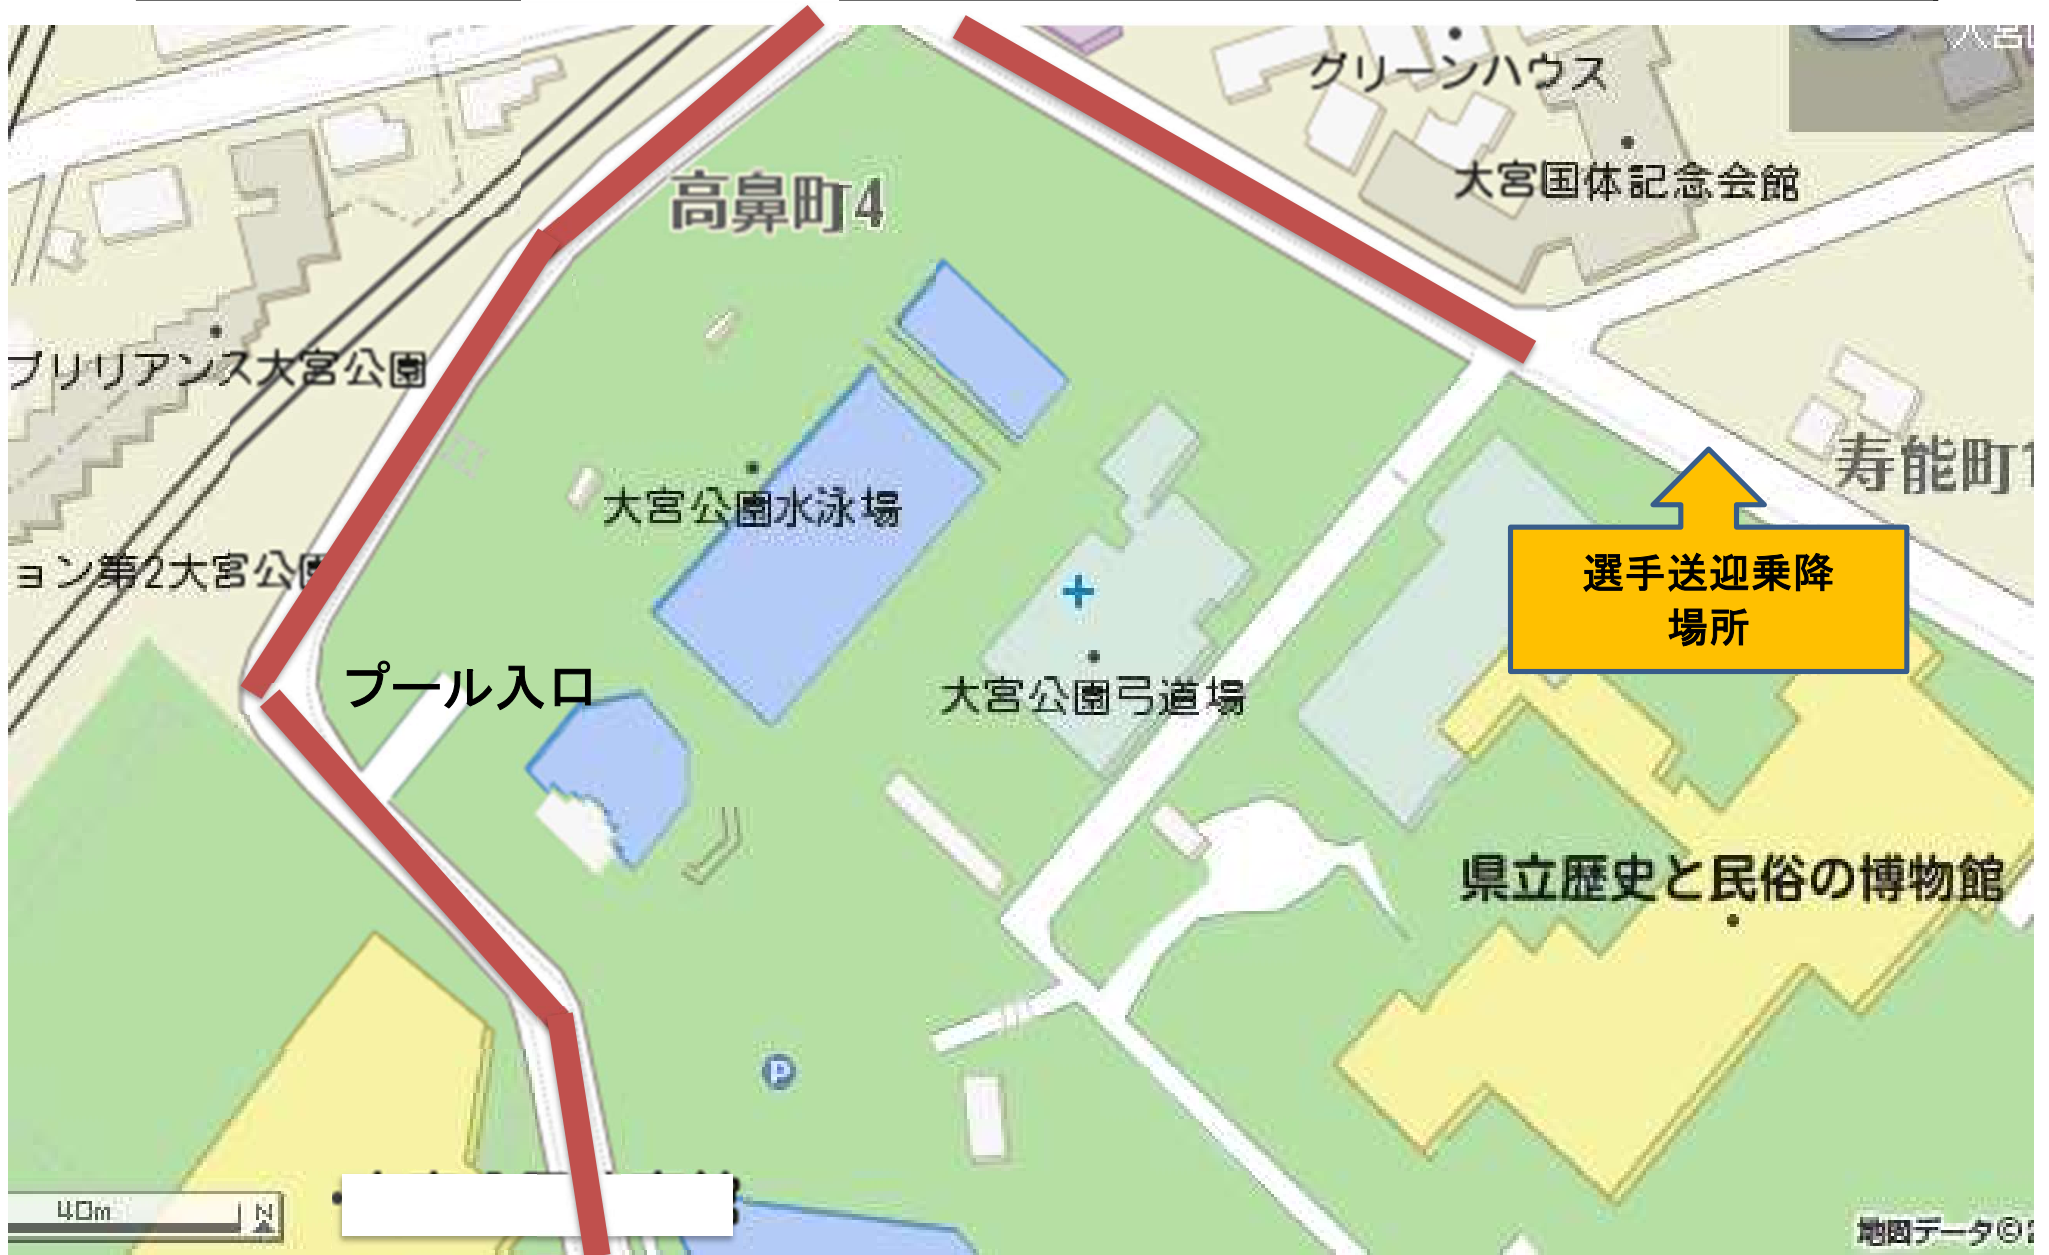 グリーンハウス
大宮国体記念会館
高鼻町4
ブリリアンス大宮公園
寿能町1
大宮公園水泳場
ョン第2大宮公園
選手送迎乗降
場所
プール入口
大宮公園弓道場
県立歴史と民俗の博物館
P
40m
N
地図データ©2